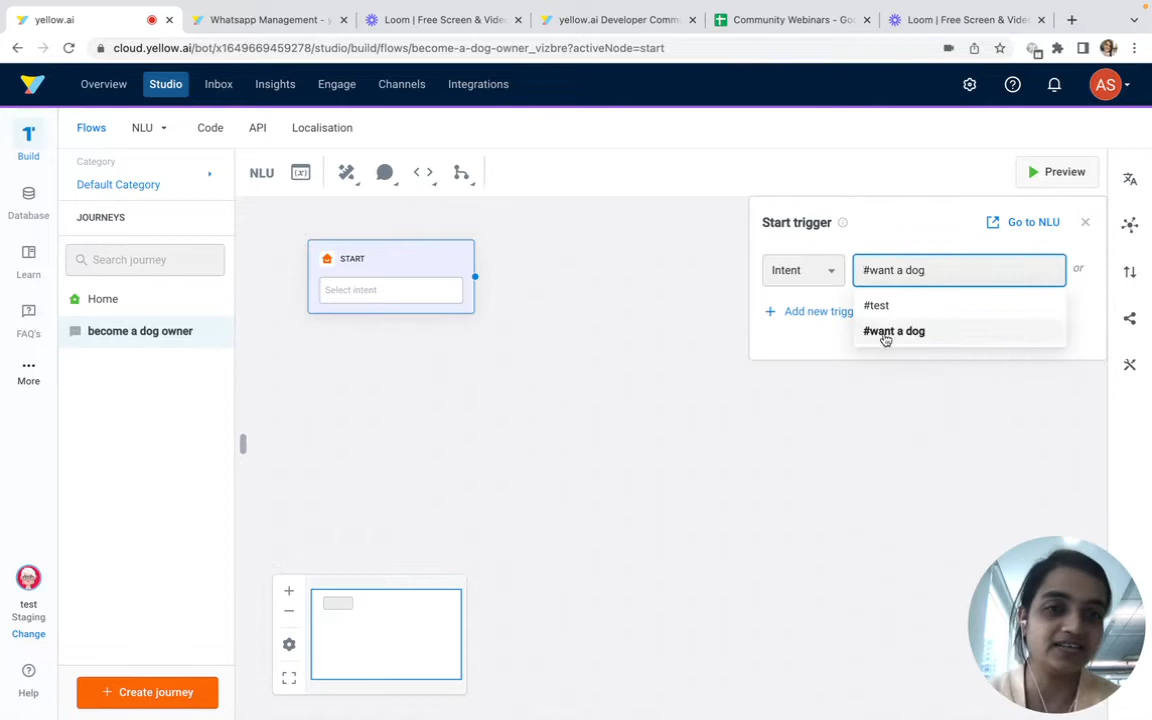 yellow.ai
Whatsapp Management - y
Loom | Free Screen & Vide
yellow.ai Developer Comm
Community Webinars - Goo
Loom | Free Screen & Vide
cloud.yellow.ai/bot/x1649669459278/studio/build/flows/become-a-dog-owner_vizbre?activeNode=start
Overview
Studio
Inbox
Insights
Engage
Channels
Integrations
AS
Build
Flows
NLU
Code
API
Localisation
Category
Default Category
NLU
(x)
Preview
Database
JOURNEYS
Search journey
Learn
Home
FAQ's
become a dog owner
More
START
Select intent
Start trigger
Go to NLU
Intent
#want a dog
or
Add new trigg
#test
#want a dog
test
Staging
Change
Help
Create journey